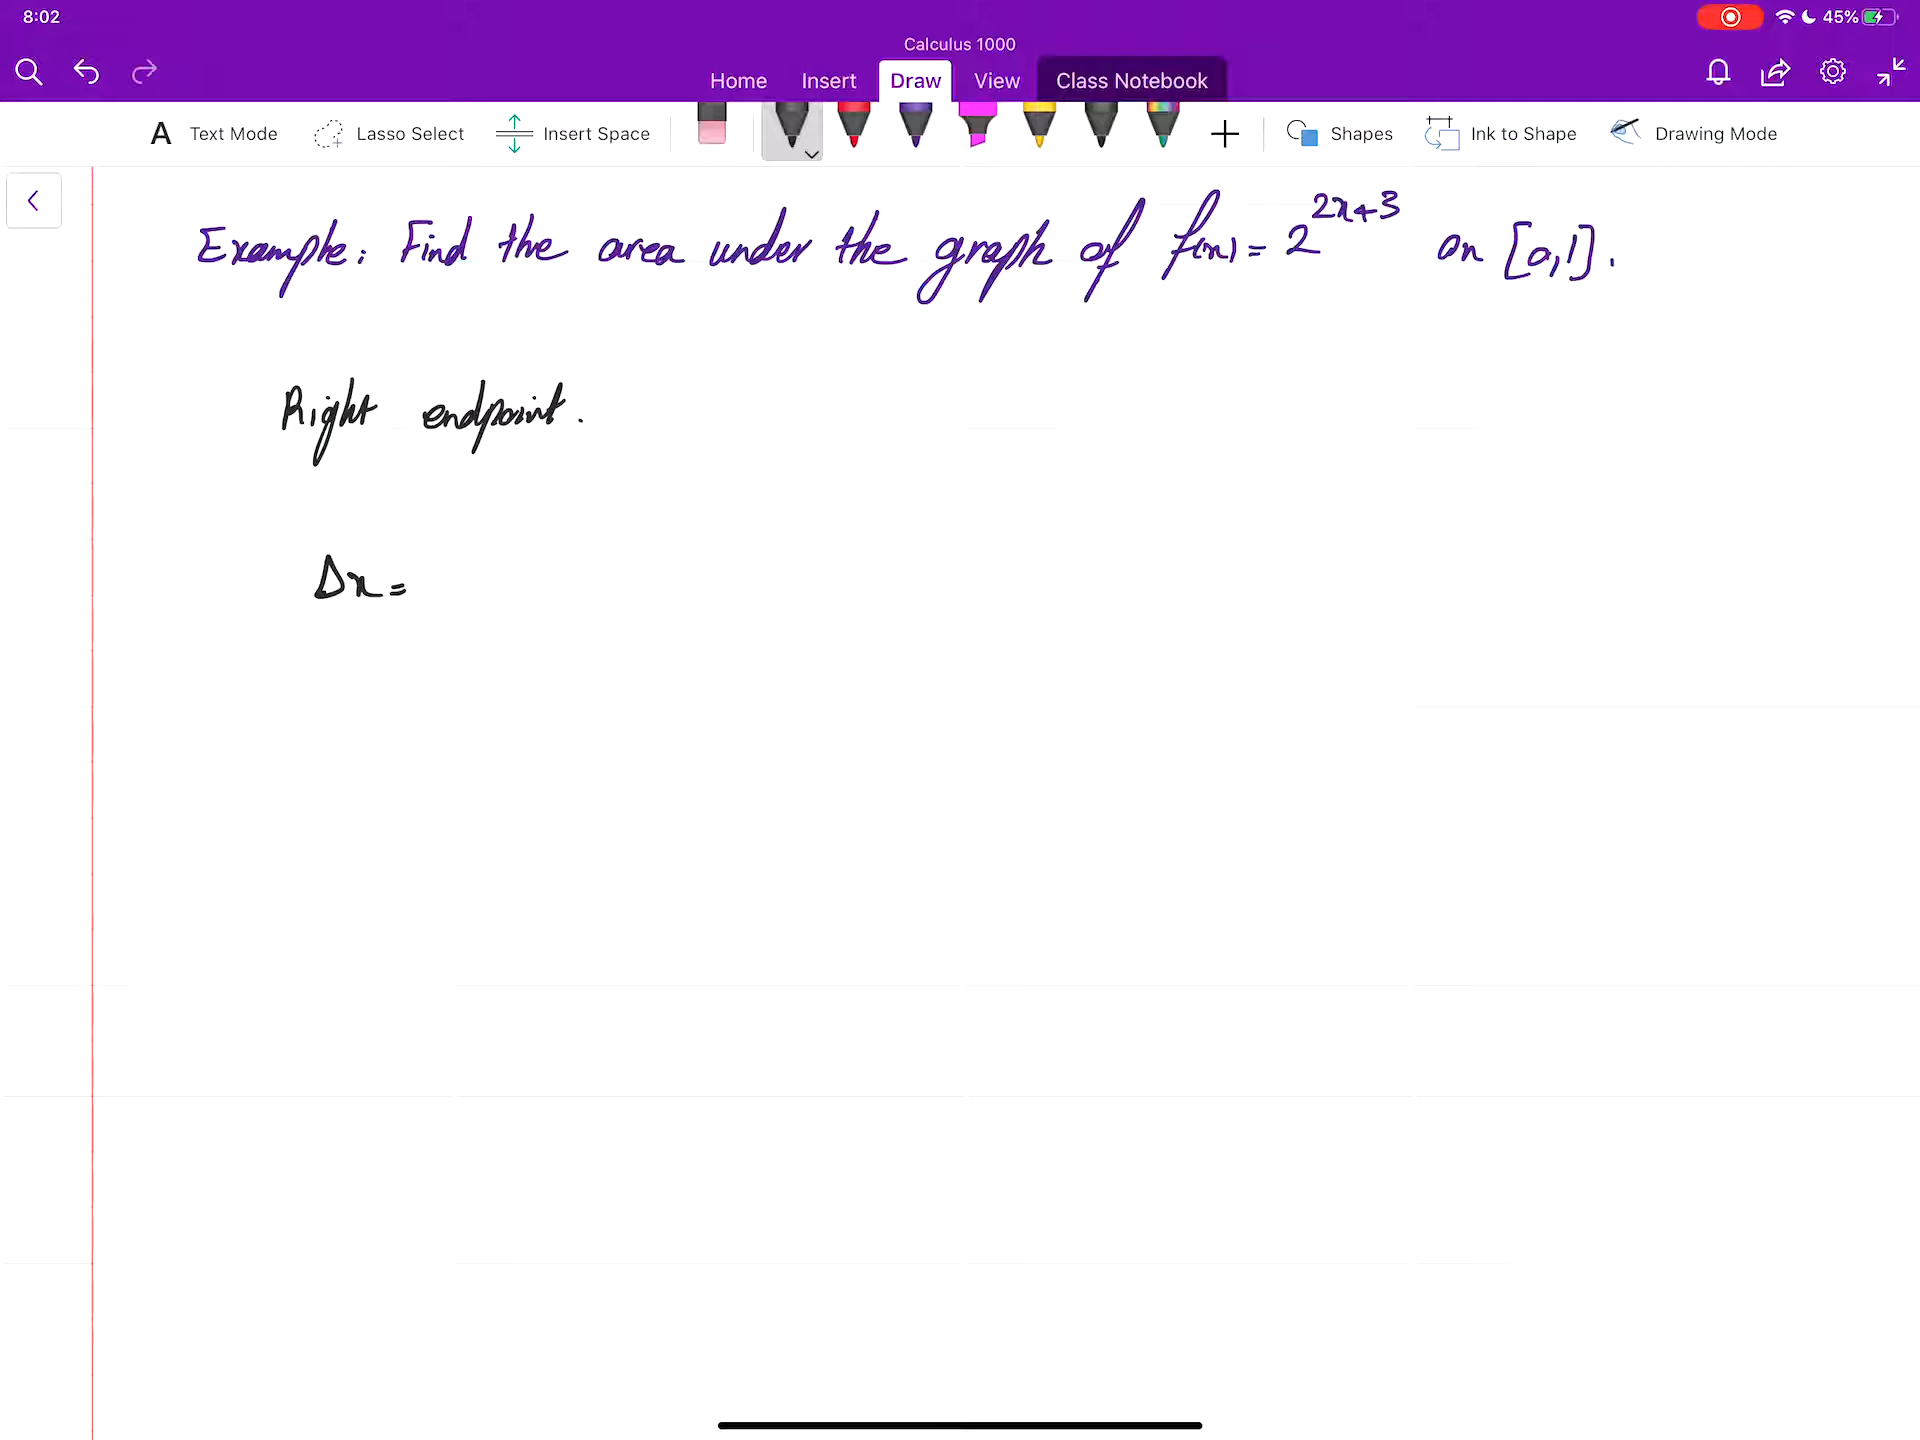 8:02
45%
Calculus 1000
Home Insert Draw View Class Notebook
A Text Mode Lasso Select Insert Space Shapes Ink to Shape Drawing Mode
Example: Find the area under the graph of f(x) = 2^{2x+3} on [0,1].
Right endpoint.
Δx =